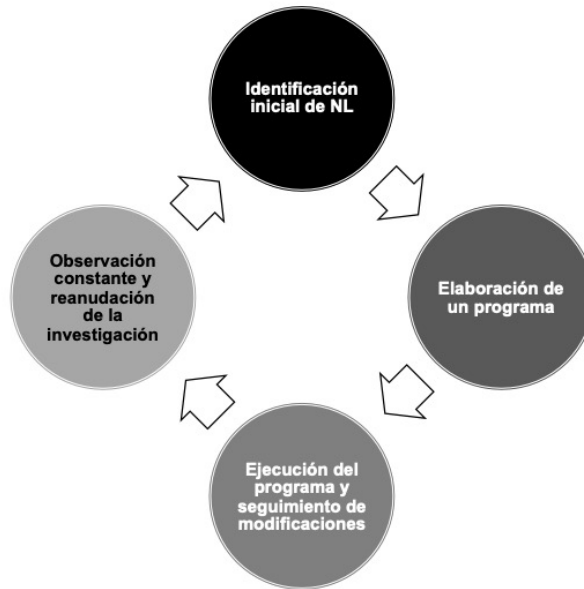 Identificación
inicial de NL
Elaboración de
un programa
Ejecución del
programa y
seguimiento de
modificaciones
Observación
constante y
reanudación
de la
investigación